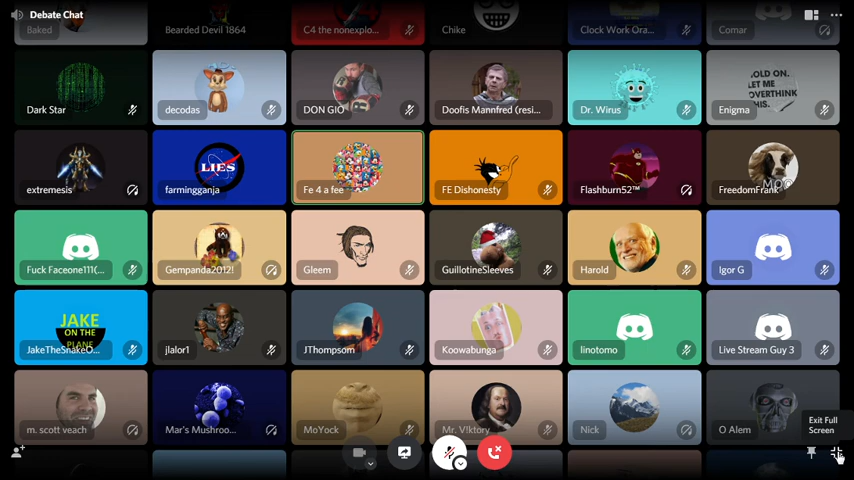 Debate Chat
Baked
Bearded Devil 1864
C4 the nonexplo...
Chike
Clock Work Ora...
Comar
Dark Star
decodas
DON GIO
Doofis Mannfred (resi...
Dr. Wirus
Enigma
OLD ON.
LET ME
OVERTHINK
HIS.
extremesis
farmingganja
LIES
Fe 4 a fee
FE Dishonesty
Flashburn52™
FreedomFrank
MOO
Fuck Faceone111(...
Gempanda2012!
Gleem
GuillotineSleeves
Harold
Igor G
JAKE
ON THE
PLANE
JakeTheSnakeO...
jlalor1
JThompsom
Koowabunga
linotomo
Live Stream Guy 3
m. scott veach
Mar's Mushroo...
MoYock
Mr. V!ktory
Nick
O Alem
Exit Full
Screen